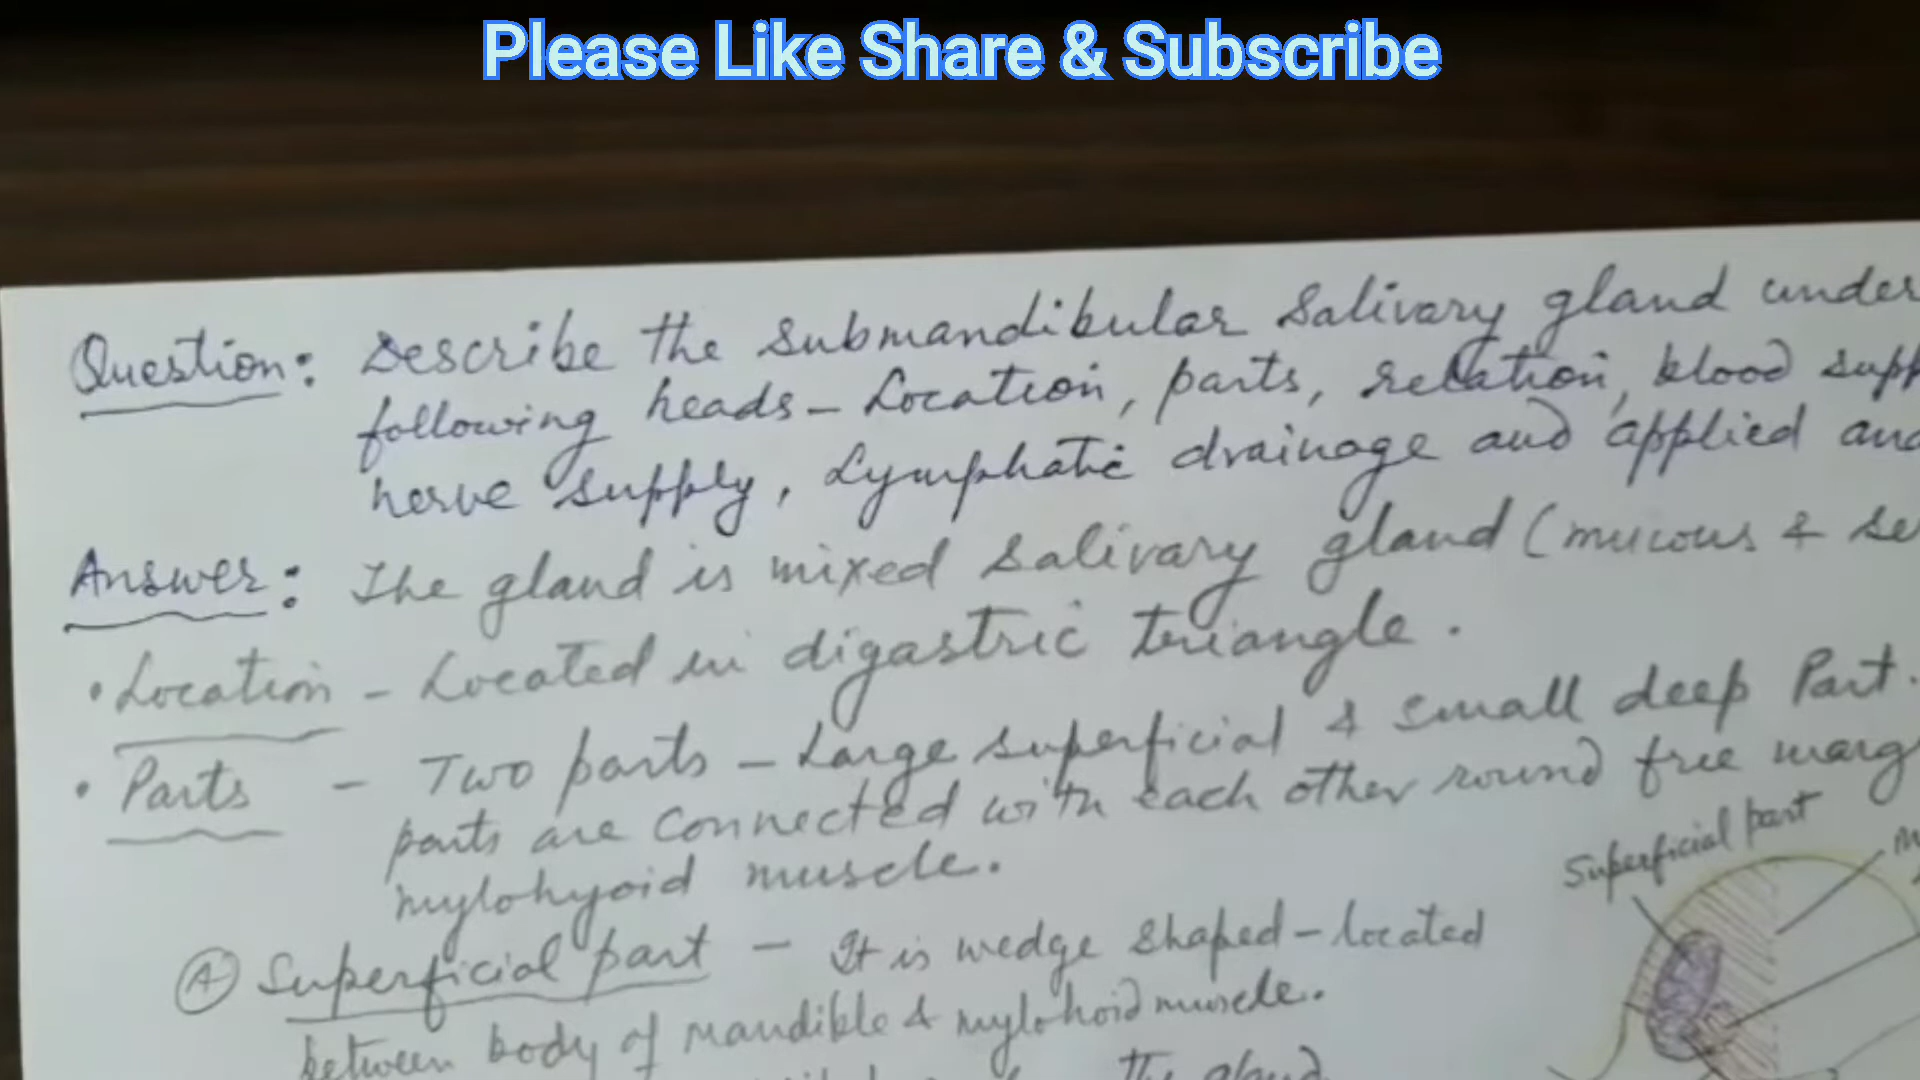 Please Like Share & Subscribe
Question: Describe the submandibular salivary gland under
following heads - Location, parts, relation, blood supp
nerve supply, Lymphatic drainage and applied ana
Answer: The gland is mixed salivary gland (mucous & se
• Location - Located in digastric triangle.
• Parts - Two parts - Large superficial & small deep Part.
parts are connected with each other round free marg
mylohyoid muscle.
Superficial part
(A) Superficial part - It is wedge shaped - located
between body of mandible & mylohoid muscle.
The gland